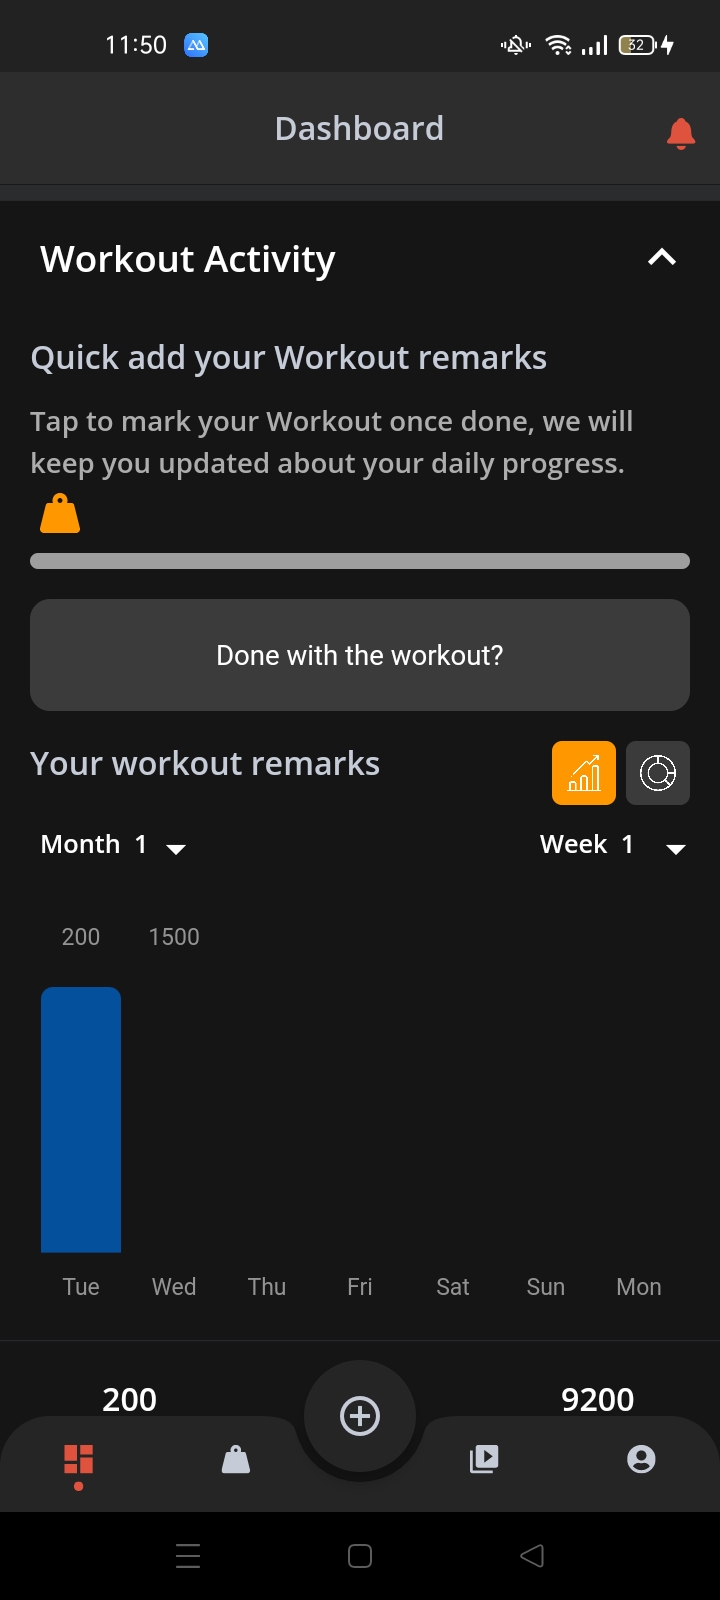 11:50
32
Dashboard
Workout Activity
Quick add your Workout remarks
Tap to mark your Workout once done, we will
keep you updated about your daily progress.
Done with the workout?
Your workout remarks
Month 1
Week 1
200 1500
Tue Wed Thu Fri Sat Sun Mon
200
9200